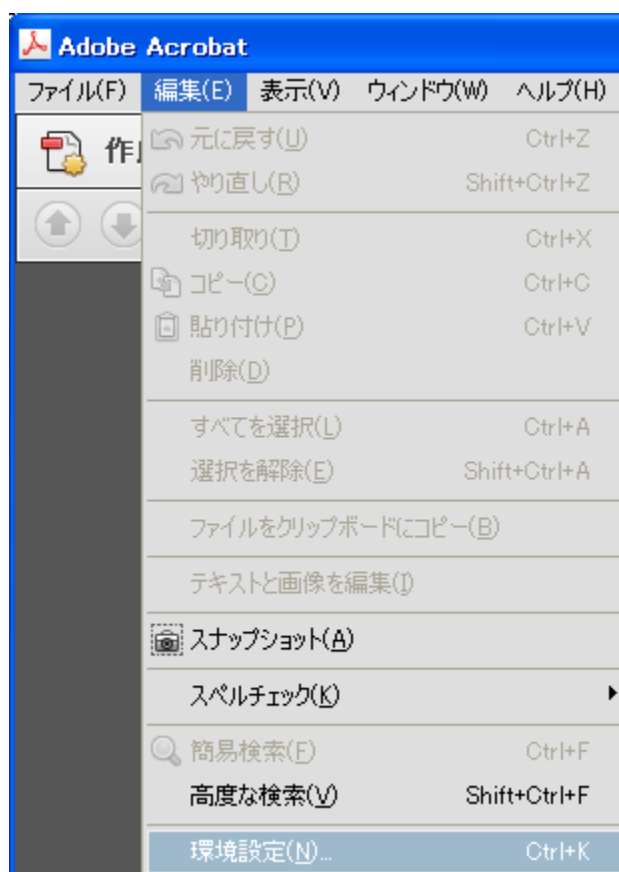 Adobe Acrobat
ファイル(F) 編集(E) 表示(V) ウィンドウ(W) ヘルプ(H)
作
元に戻す(U) Ctrl+Z
やり直し(R) Shift+Ctrl+Z
切り取り(T) Ctrl+X
コピー(C) Ctrl+C
貼り付け(P) Ctrl+V
削除(D)
すべてを選択(L) Ctrl+A
選択を解除(E) Shift+Ctrl+A
ファイルをクリップボードにコピー(B)
テキストと画像を編集(I)
スナップショット(A)
スペルチェック(K)
簡易検索(F) Ctrl+F
高度な検索(V) Shift+Ctrl+F
環境設定(N)... Ctrl+K